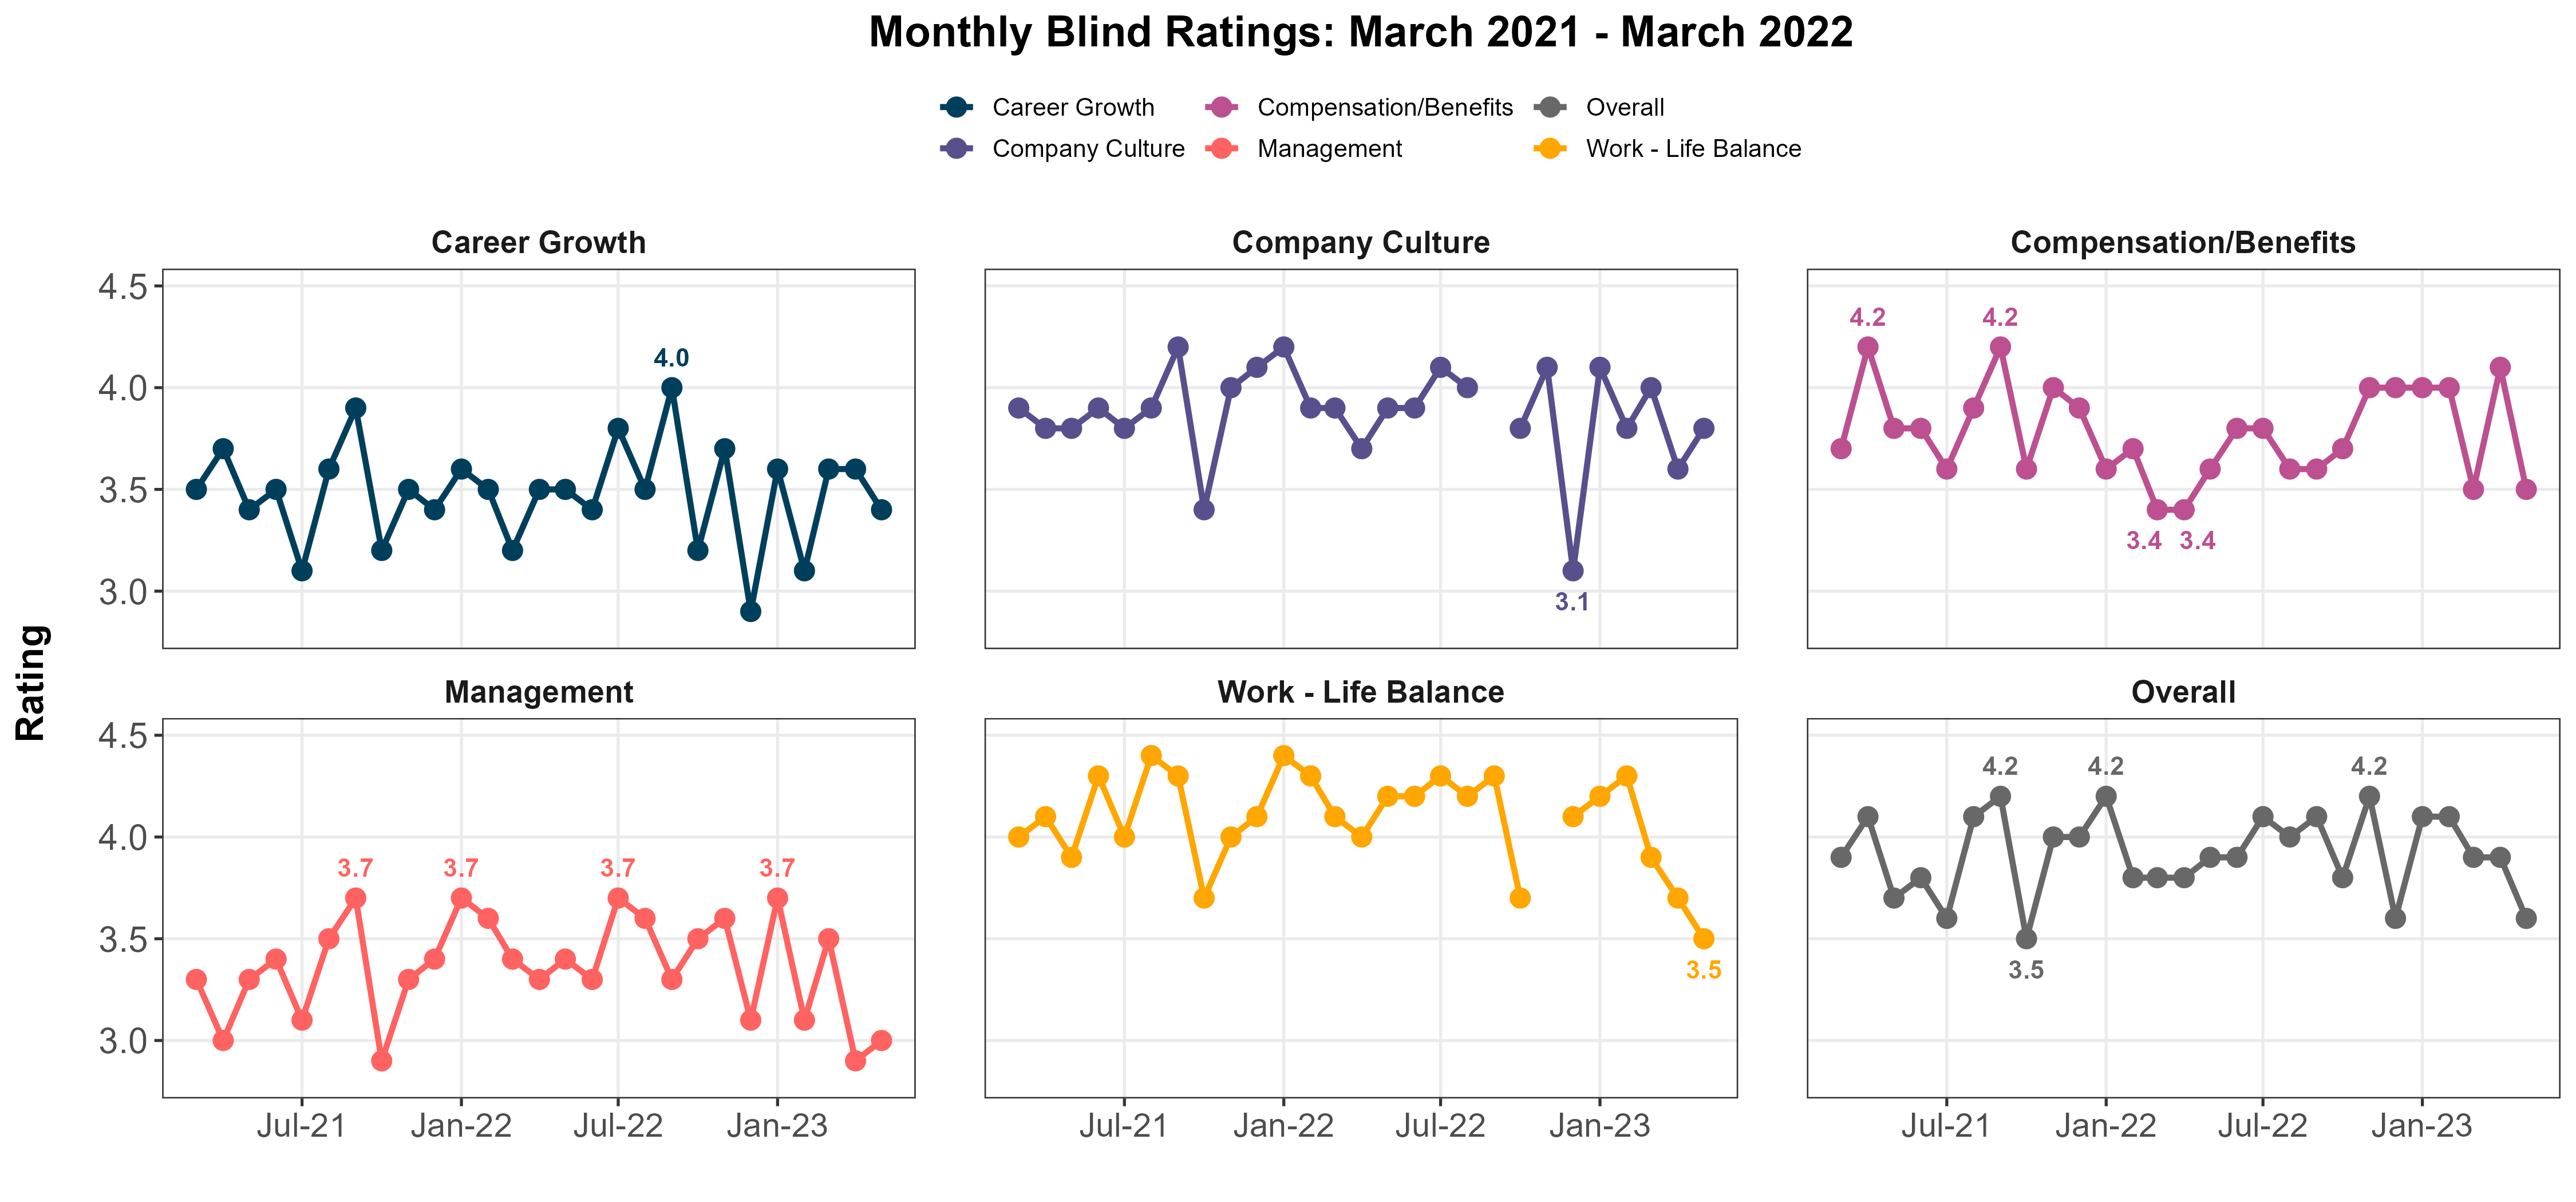 Monthly Blind Ratings: March 2021 - March 2022
Career Growth
Compensation/Benefits
Overall
Company Culture
Management
Work - Life Balance
Career Growth
Company Culture
Compensation/Benefits
4.5
4.0
3.5
3.0
4.0
3.1
4.2
4.2
3.4
3.4
Rating
Management
Work - Life Balance
Overall
4.5
4.0
3.5
3.0
3.7
3.7
3.7
3.7
3.5
4.2
4.2
4.2
3.5
Jul-21
Jan-22
Jul-22
Jan-23
Jul-21
Jan-22
Jul-22
Jan-23
Jul-21
Jan-22
Jul-22
Jan-23